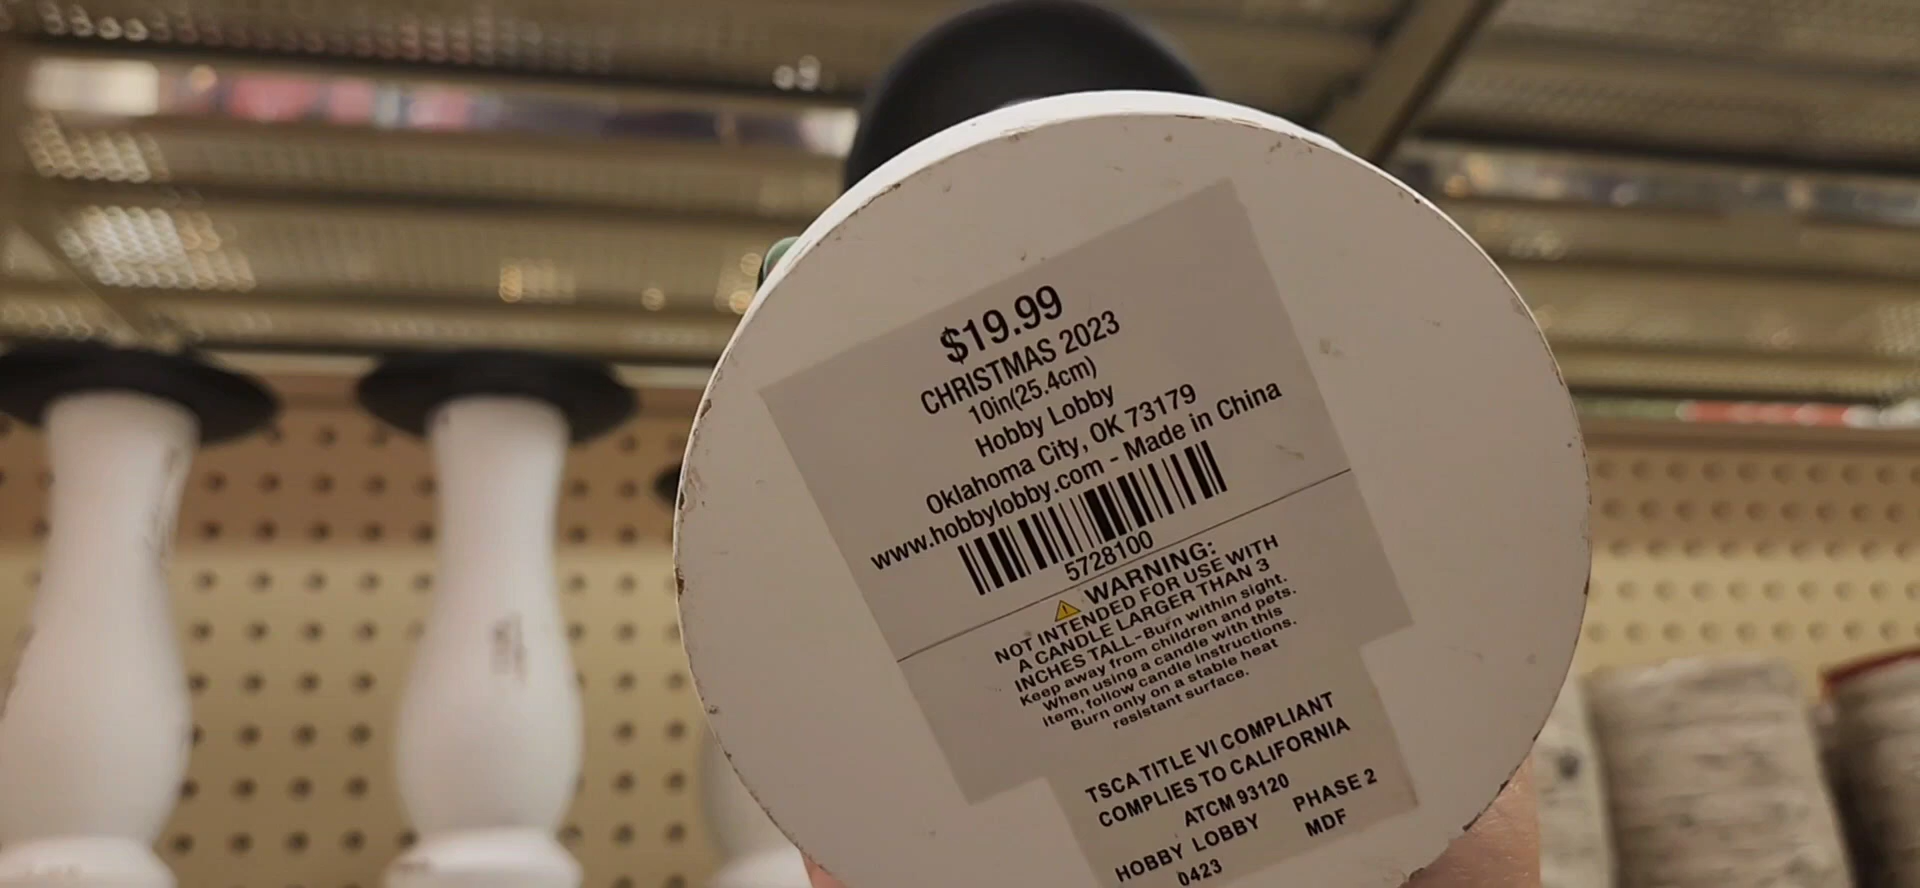 $19.99
CHRISTMAS 2023
10in(25.4cm)
Hobby Lobby
Oklahoma City, OK 73179
www.hobbylobby.com - Made in China
5728100
WARNING:
NOT INTENDED FOR USE WITH
A CANDLE LARGER THAN 3
INCHES TALL-Burn within sight.
Keep away from children and pets.
When using a candle with this
item, follow candle instructions.
Burn only on a stable heat
resistant surface.
TSCA TITLE VI COMPLIANT
COMPLIES TO CALIFORNIA
ATCM 93120 PHASE 2
HOBBY LOBBY MDF
0423